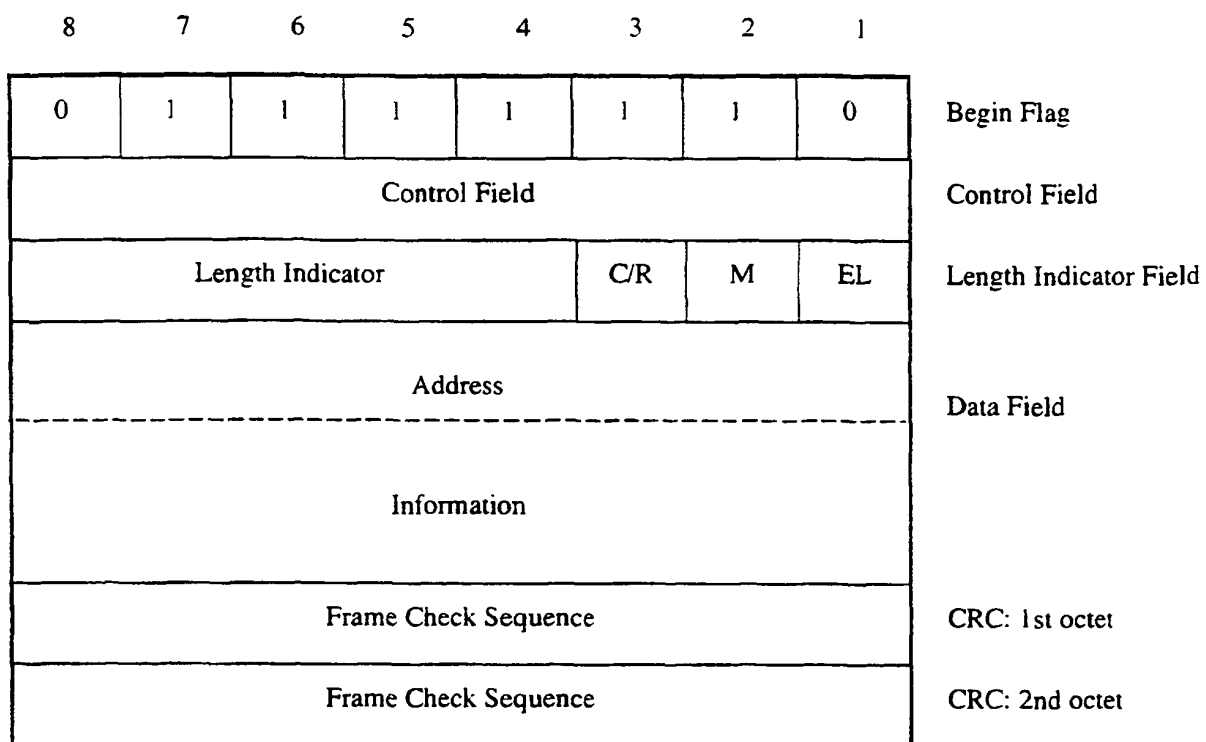 8 7 6 5 4 3 2 1
0 1 1 1 1 1 1 0 Begin Flag
Control Field Control Field
Length Indicator C/R M EL Length Indicator Field
Address
Data Field
Information
Frame Check Sequence CRC: 1st octet
Frame Check Sequence CRC: 2nd octet